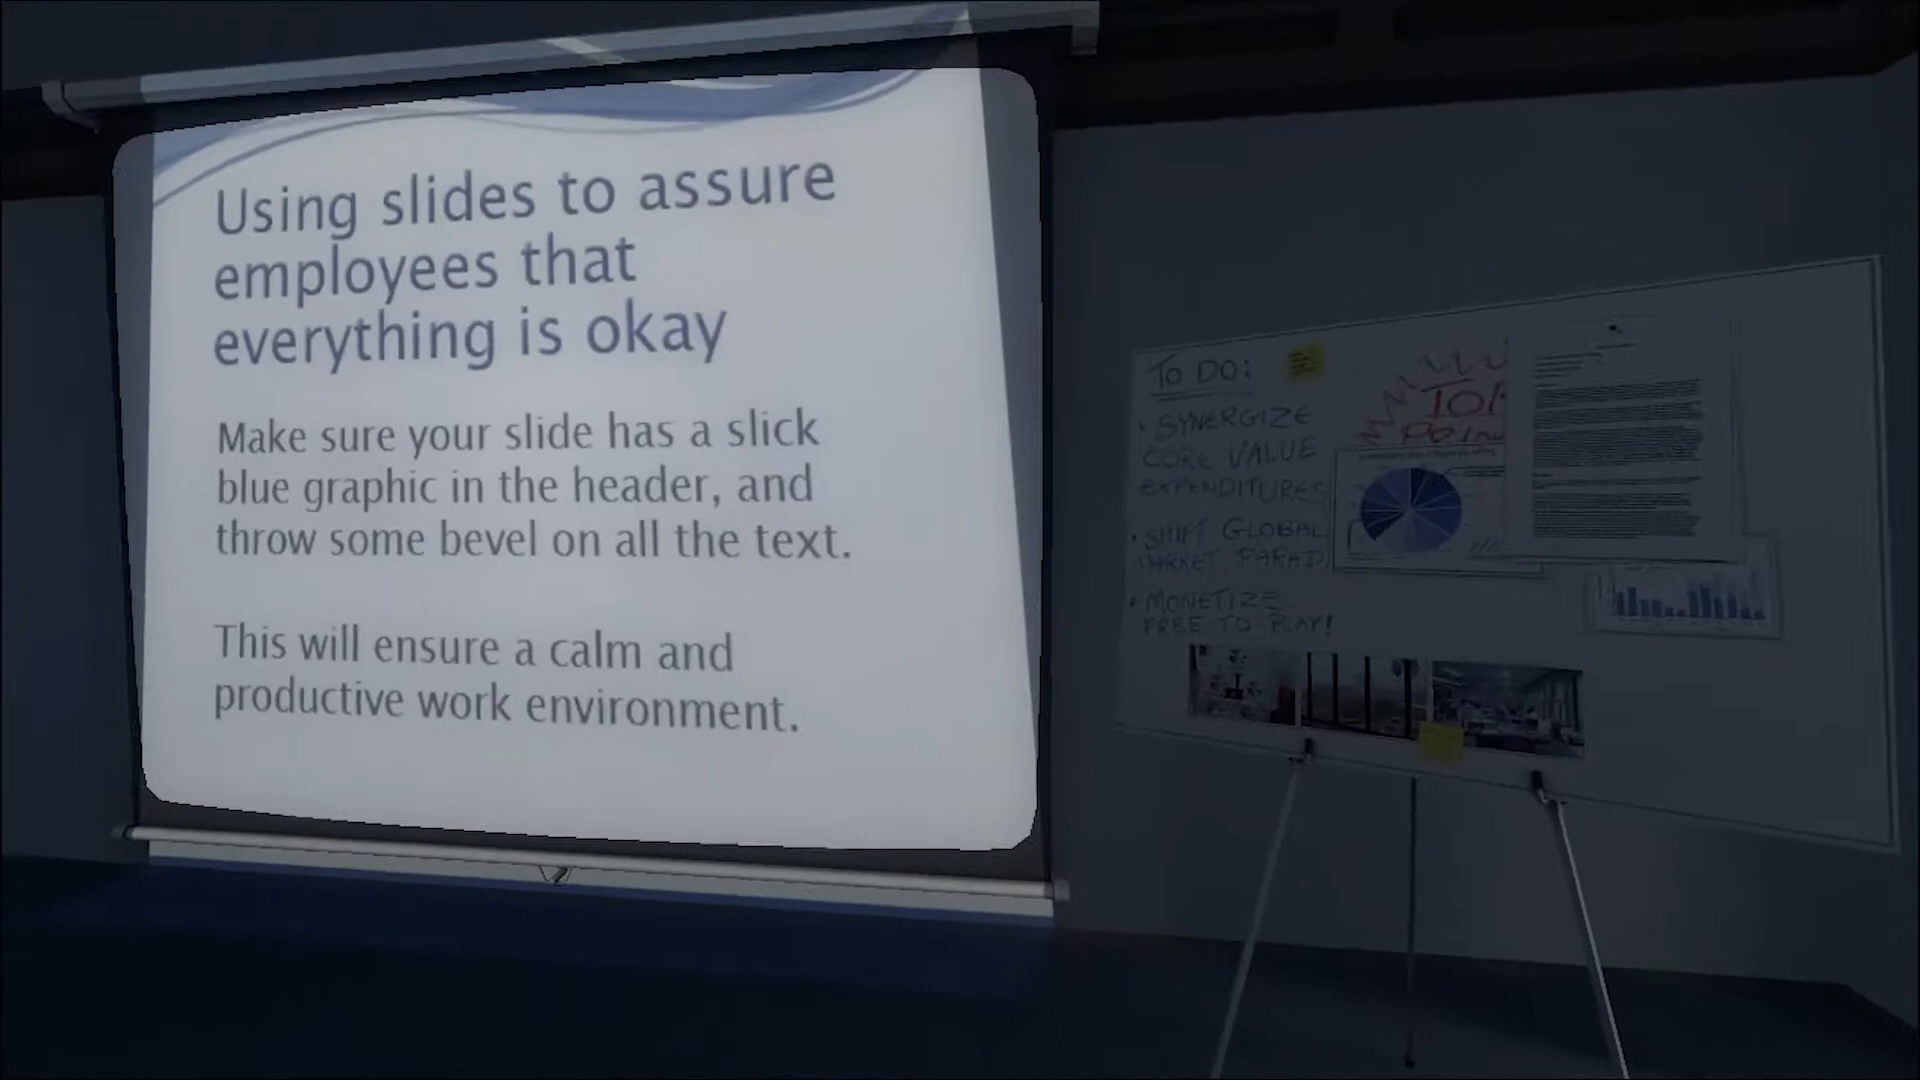 Using slides to assure
employees that
everything is okay
Make sure your slide has a slick
blue graphic in the header, and
throw some bevel on all the text.
This will ensure a calm and
productive work environment.
TO DO:
• SYNERGIZE
CORE VALUE
EXPENDITURES
• SHIFT GLOBAL
MARKET PARADI
• MONETIZE
FREE TO PLAY!